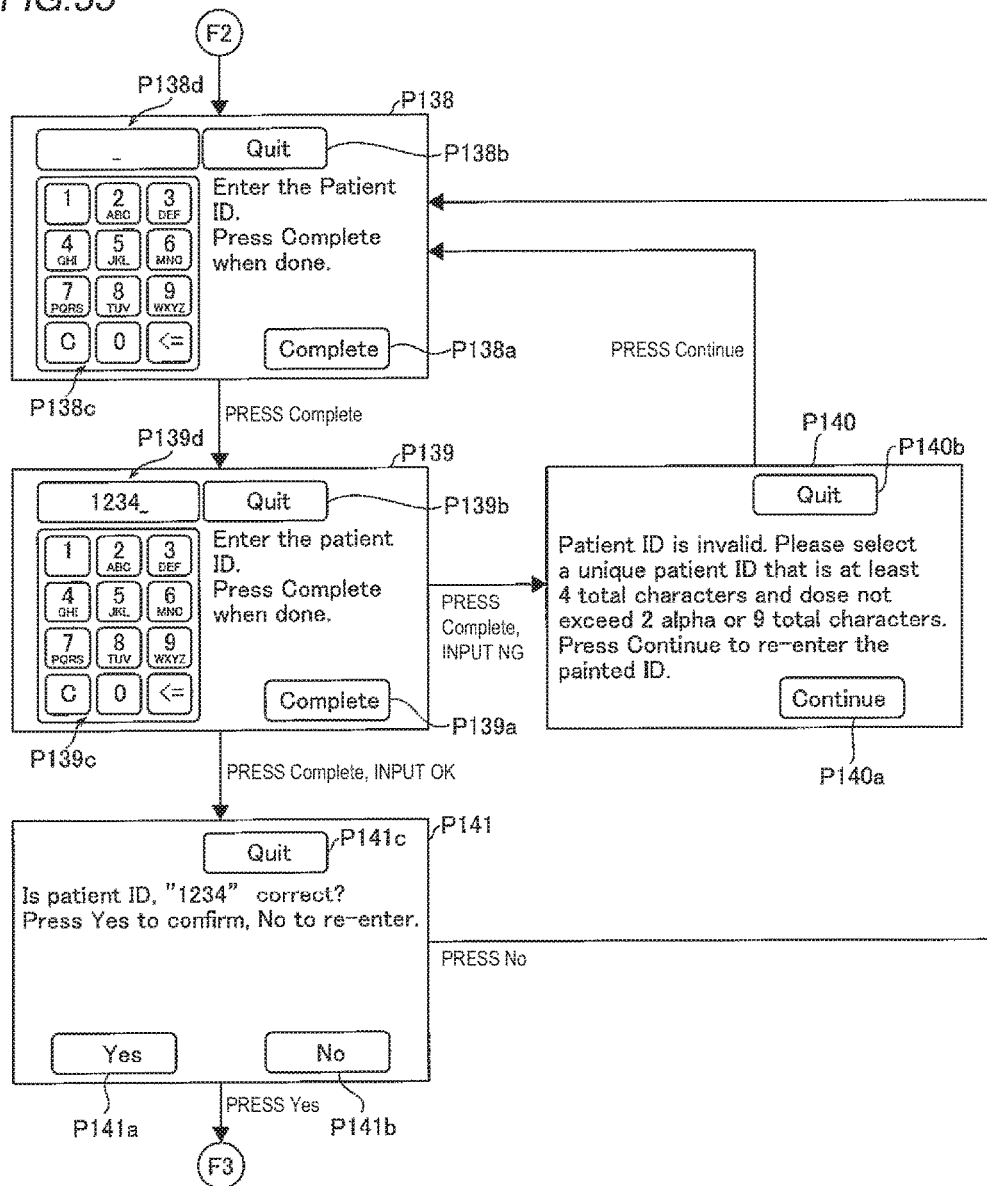 FIG.35
F2
P138d
P138
_
Quit
P138b
1
2 ABC
3 DEF
Enter the Patient
ID.
4 GHI
5 JKL
6 MNO
Press Complete
when done.
7 PQRS
8 TUV
9 WXYZ
C
0
<=
Complete
P138a
PRESS Continue
P138c
PRESS Complete
P139d
P139
P140
P140b
1234_
Quit
P139b
Quit
1
2 ABC
3 DEF
Enter the patient
ID.
4 GHI
5 JKL
6 MNO
Press Complete
when done.
7 PQRS
8 TUV
9 WXYZ
C
0
<=
Complete
P139a
P139c
PRESS
Complete,
INPUT NG
Patient ID is invalid. Please select
a unique patient ID that is at least
4 total characters and dose not
exceed 2 alpha or 9 total characters.
Press Continue to re-enter the
painted ID.
Continue
P140a
PRESS Complete, INPUT OK
P141
Quit
P141c
Is patient ID, "1234" correct?
Press Yes to confirm, No to re-enter.
PRESS No
Yes
No
P141a
PRESS Yes
P141b
F3